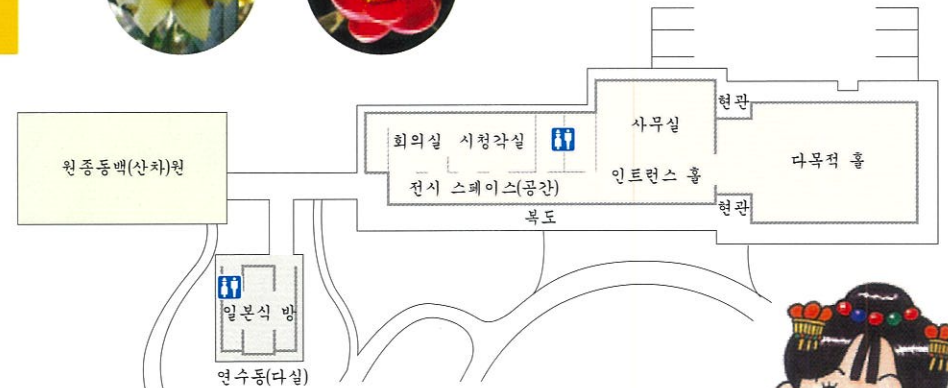 현관
사무실
회의실 시청각실
다목적 홀
원종동백(산차)원
인트런스 홀
전시 스페이스(공간)
현관
복도
일본식 방
연수동(다실)